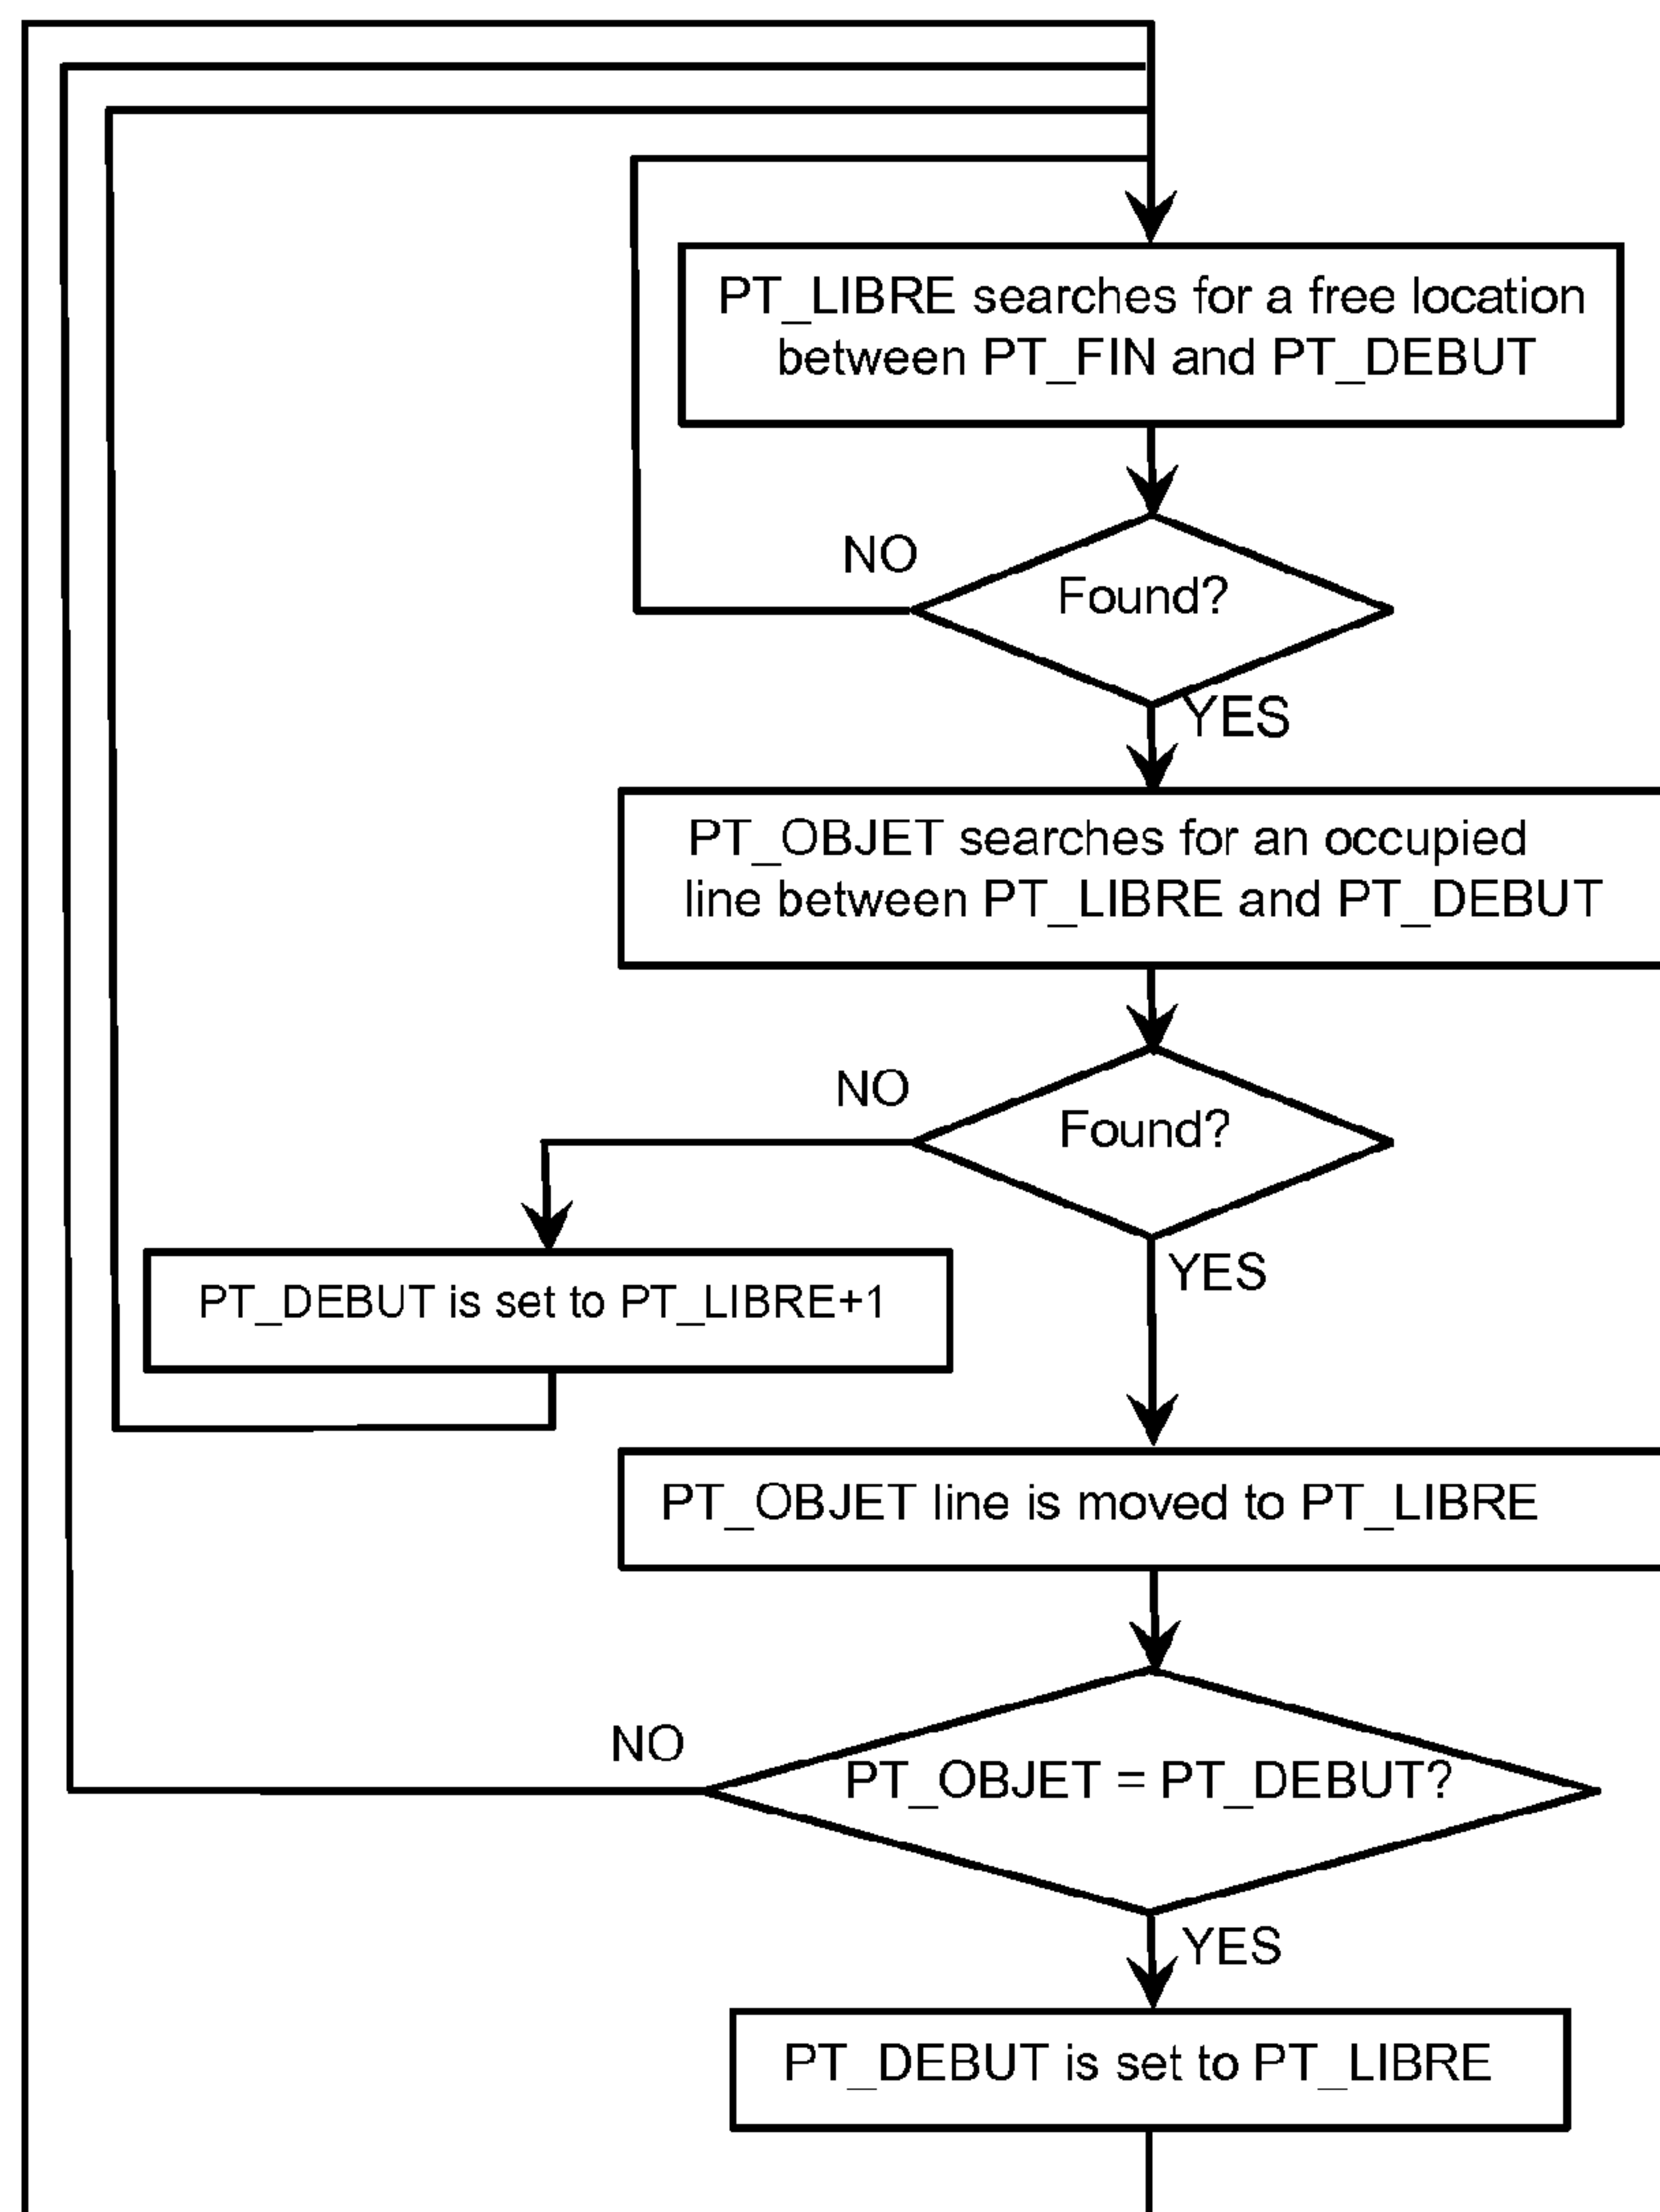 PT_LIBRE searches for a free location
between PT_FIN and PT_DEBUT
NO
Found?
YES
PT_OBJET searches for an occupied
line between PT_LIBRE and PT_DEBUT
NO
Found?
YES
PT_DEBUT is set to PT_LIBRE+1
PT_OBJET line is moved to PT_LIBRE
NO
PT_OBJET = PT_DEBUT?
YES
PT_DEBUT is set to PT_LIBRE